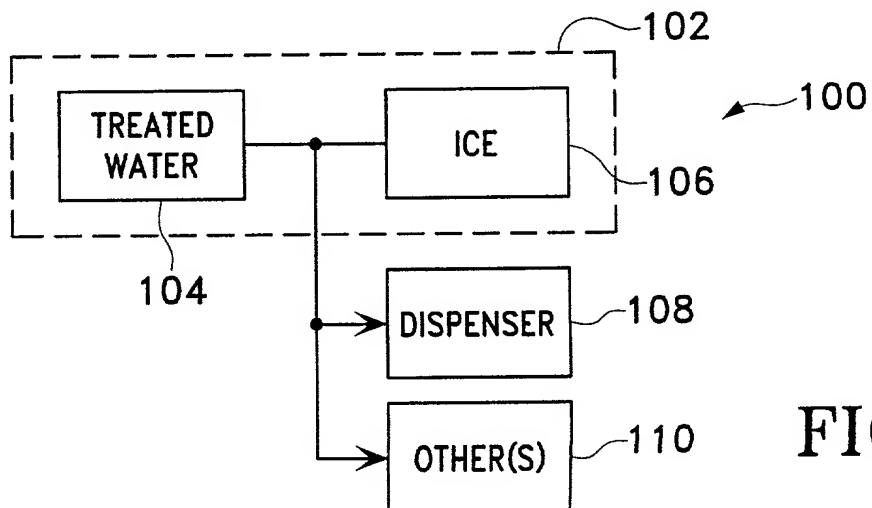 102
100
TREATED
WATER
ICE
106
104
DISPENSER
108
OTHER(S)
110